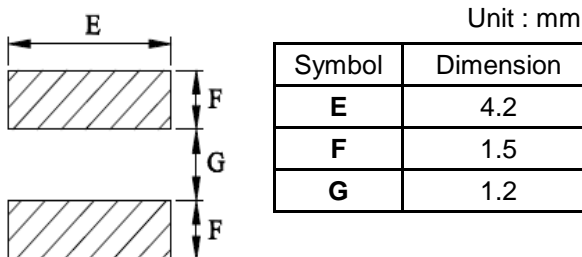 Unit : mm
E
F
G
F
Symbol Dimension
E 4.2
F 1.5
G 1.2